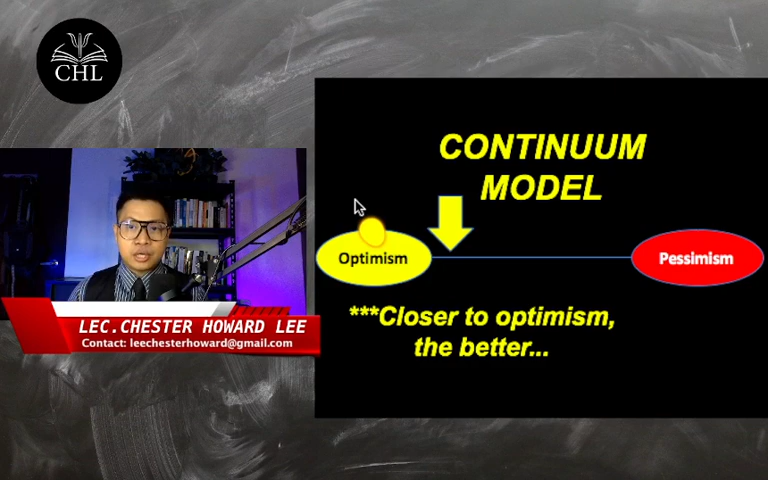 CHL
CONTINUUM
MODEL
Optimism
Pessimism
***Closer to optimism,
the better...
LEC.CHESTER HOWARD LEE
Contact: leechesterhoward@gmail.com